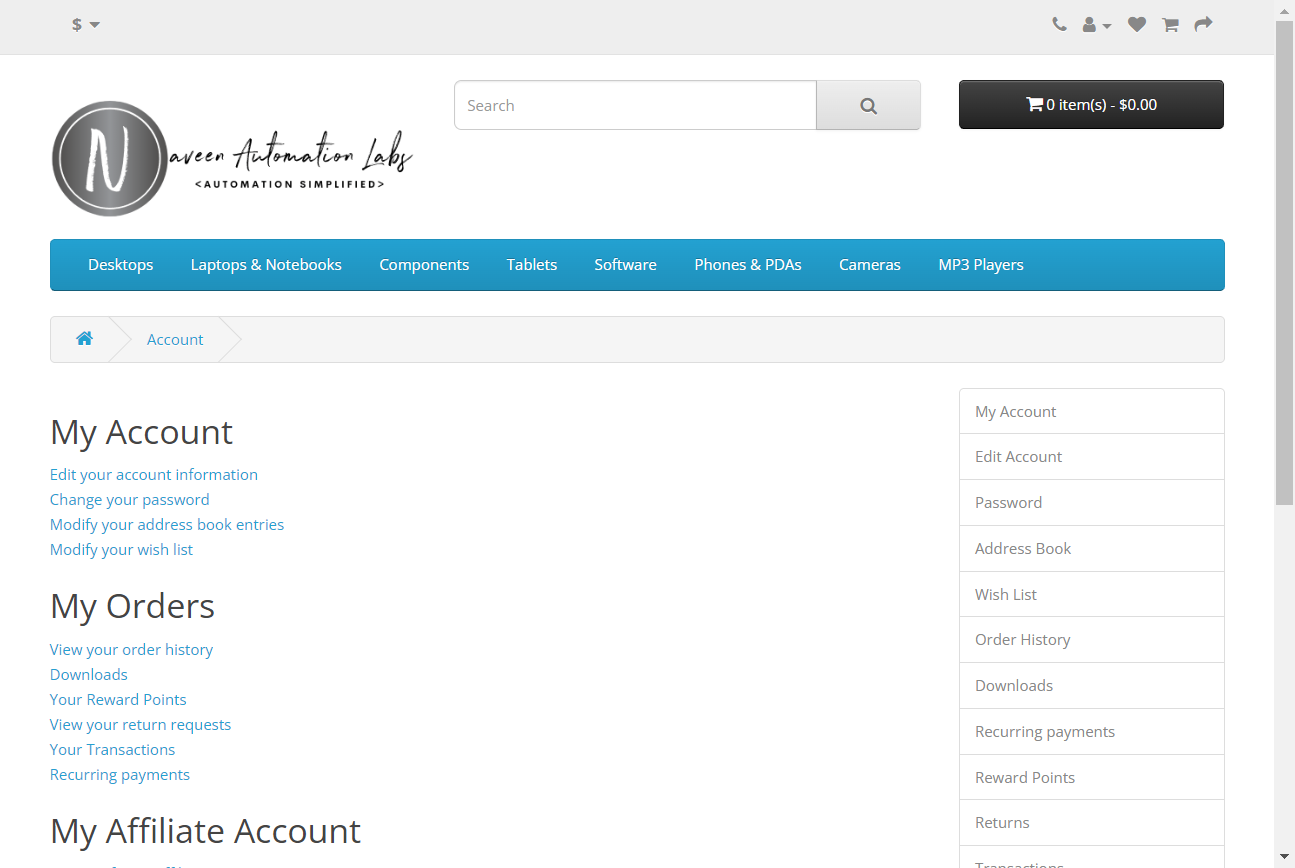 $
Search
0 item(s) - $0.00
N
aveen Automation Labs
<AUTOMATION SIMPLIFIED>
Desktops Laptops & Notebooks Components Tablets Software Phones & PDAs Cameras MP3 Players
Account
My Account
Edit your account information
Change your password
Modify your address book entries
Modify your wish list
My Orders
View your order history
Downloads
Your Reward Points
View your return requests
Your Transactions
Recurring payments
My Affiliate Account
My Account
Edit Account
Password
Address Book
Wish List
Order History
Downloads
Recurring payments
Reward Points
Returns
Transactions